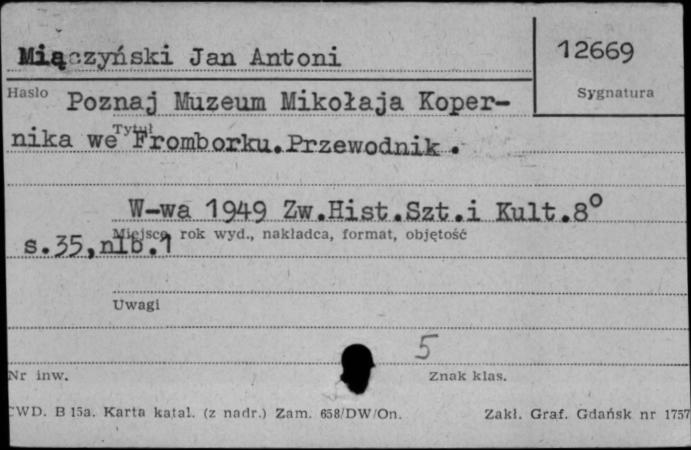 Miączyński Jan Antoni
12669
Hasło
Sygnatura
Poznaj Muzeum Mikołaja Koper-
nika we Fromborku.Przewodnik.
Tytuł
W-wa 1949 Zw.Hist.Szt.i Kult.8°
Miejsce, rok wyd., nakładca, format, objętość
s.35,nlb.1
Uwagi
5
Nr inw.
Znak klas.
CWD. B 15a. Karta katal. (z nadr.) Zam. 658/DW/On.
Zakł. Graf. Gdańsk nr 1757